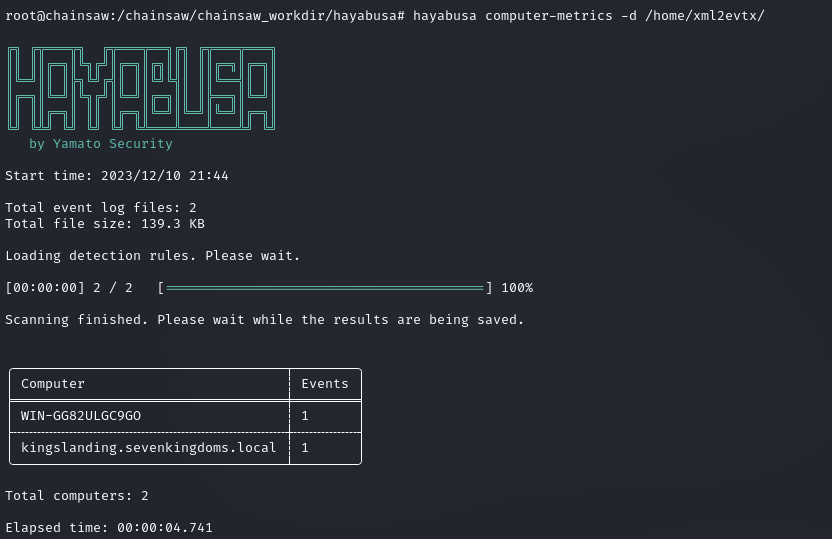 root@chainsaw:/chainsaw/chainsaw_workdir/hayabusa# hayabusa computer-metrics -d /home/xml2evtx/
HAYABUSA
by Yamato Security
Start time: 2023/12/10 21:44
Total event log files: 2
Total file size: 139.3 KB
Loading detection rules. Please wait.
[00:00:00] 2 / 2 [========================================] 100%
Scanning finished. Please wait while the results are being saved.
Computer Events
WIN-GG82ULGC9GO 1
kingslanding.sevenkingdoms.local 1
Total computers: 2
Elapsed time: 00:00:04.741